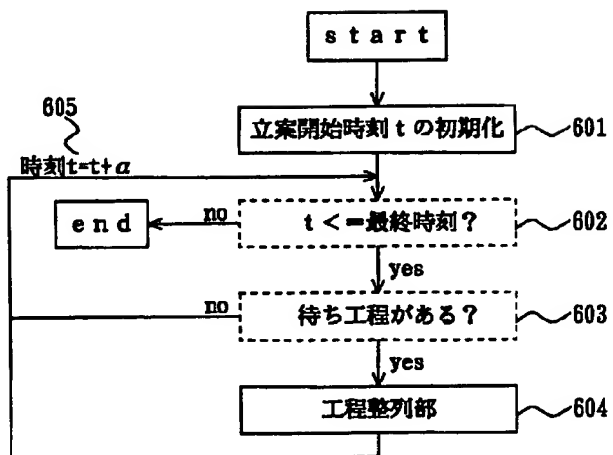 start
605
立案開始時刻tの初期化
601
時刻t=t+α
end
no
t<=最終時刻?
602
yes
no
待ち工程がある?
603
yes
工程整列部
604